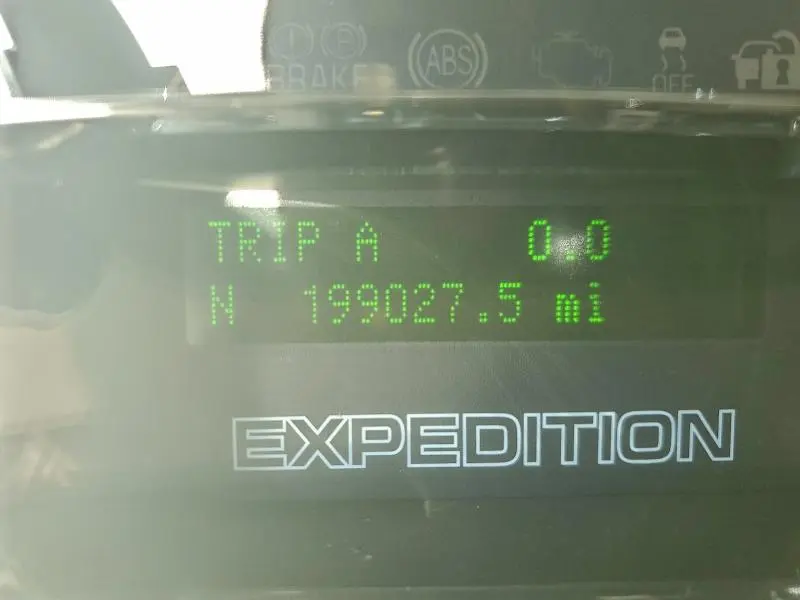 BRAKE ABS OFF
TRIP A 0.0
N 199027.5 mi
EXPEDITION